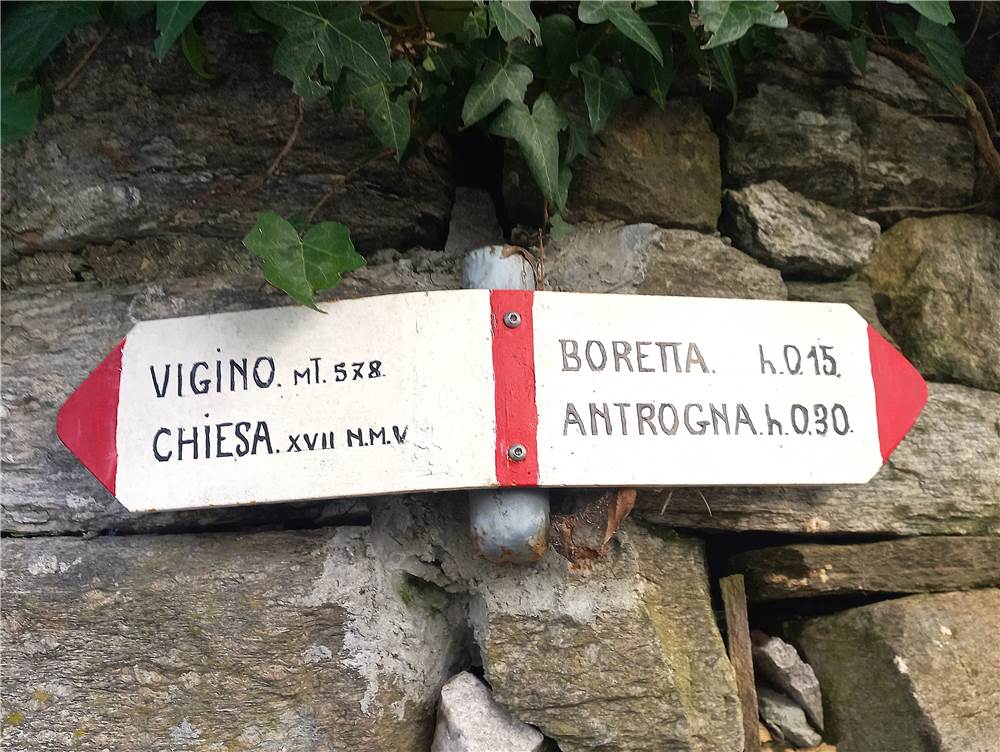 VIGINO. MT. 578.
CHIESA. XVII N.M.V
BORETTA. h.0.15.
ANTROGNA. h.0.30.